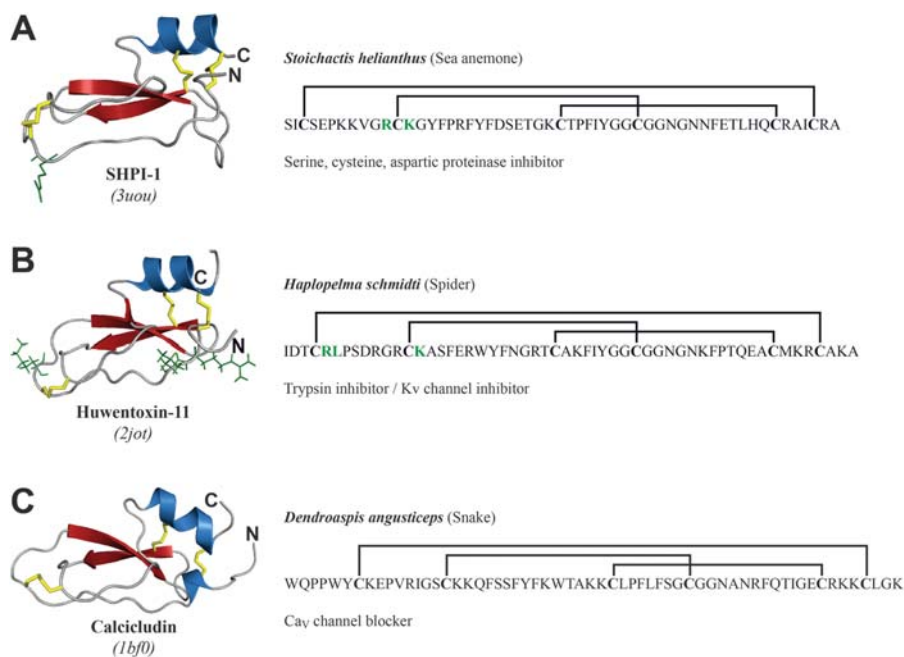 A
C
N
SHPI-1
(3uou)
Stoichactis helianthus (Sea anemone)
SICSEPKKVGRCKGYFPRFYFDSETGKCTPFIYGGCGGNGNNFETLHQCRAICRA
Serine, cysteine, aspartic proteinase inhibitor
B
C
N
Huwentoxin-11
(2jot)
Haplopelma schmidti (Spider)
IDTCRLPSDRGRCKASFERWYFNGRTCAKFIYGGCGGNGNKFPTQEACMKRCAKA
Trypsin inhibitor / Kv channel inhibitor
C
C
N
Calcicludin
(1bf0)
Dendroaspis angusticeps (Snake)
WQPPWYCKEPVRIGSCKKQFSSFYFKWTAKKCLPFLFSGCGGNANRFQTIGECRKKCLGK
CaV channel blocker